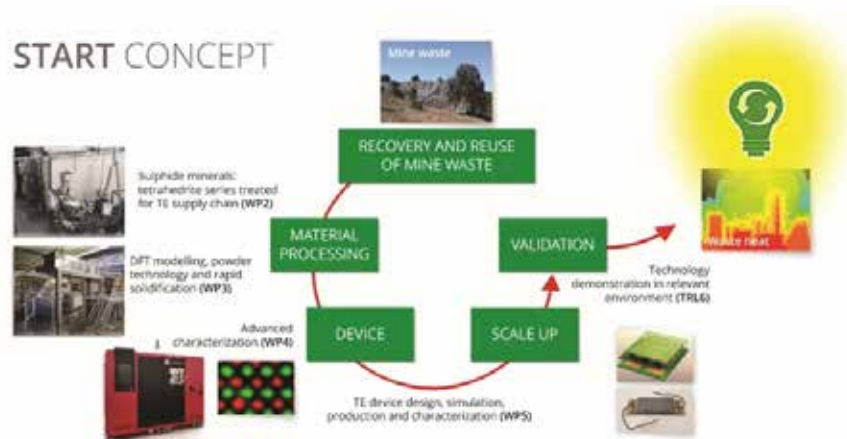 START CONCEPT
Mine waste
RECOVERY AND REUSE
OF MINE WASTE
Sulphide minerals:
tetrahedrite series treated
for TE supply chain (WP2)
MATERIAL
PROCESSING
VALIDATION
Waste heat
DFT modelling, powder
technology and rapid
solidification (WP3)
Technology
demonstration in relevant
environment (TRL6)
Advanced
characterization (WP4)
DEVICE
SCALE UP
TE device design, simulation,
production and characterization (WP5)